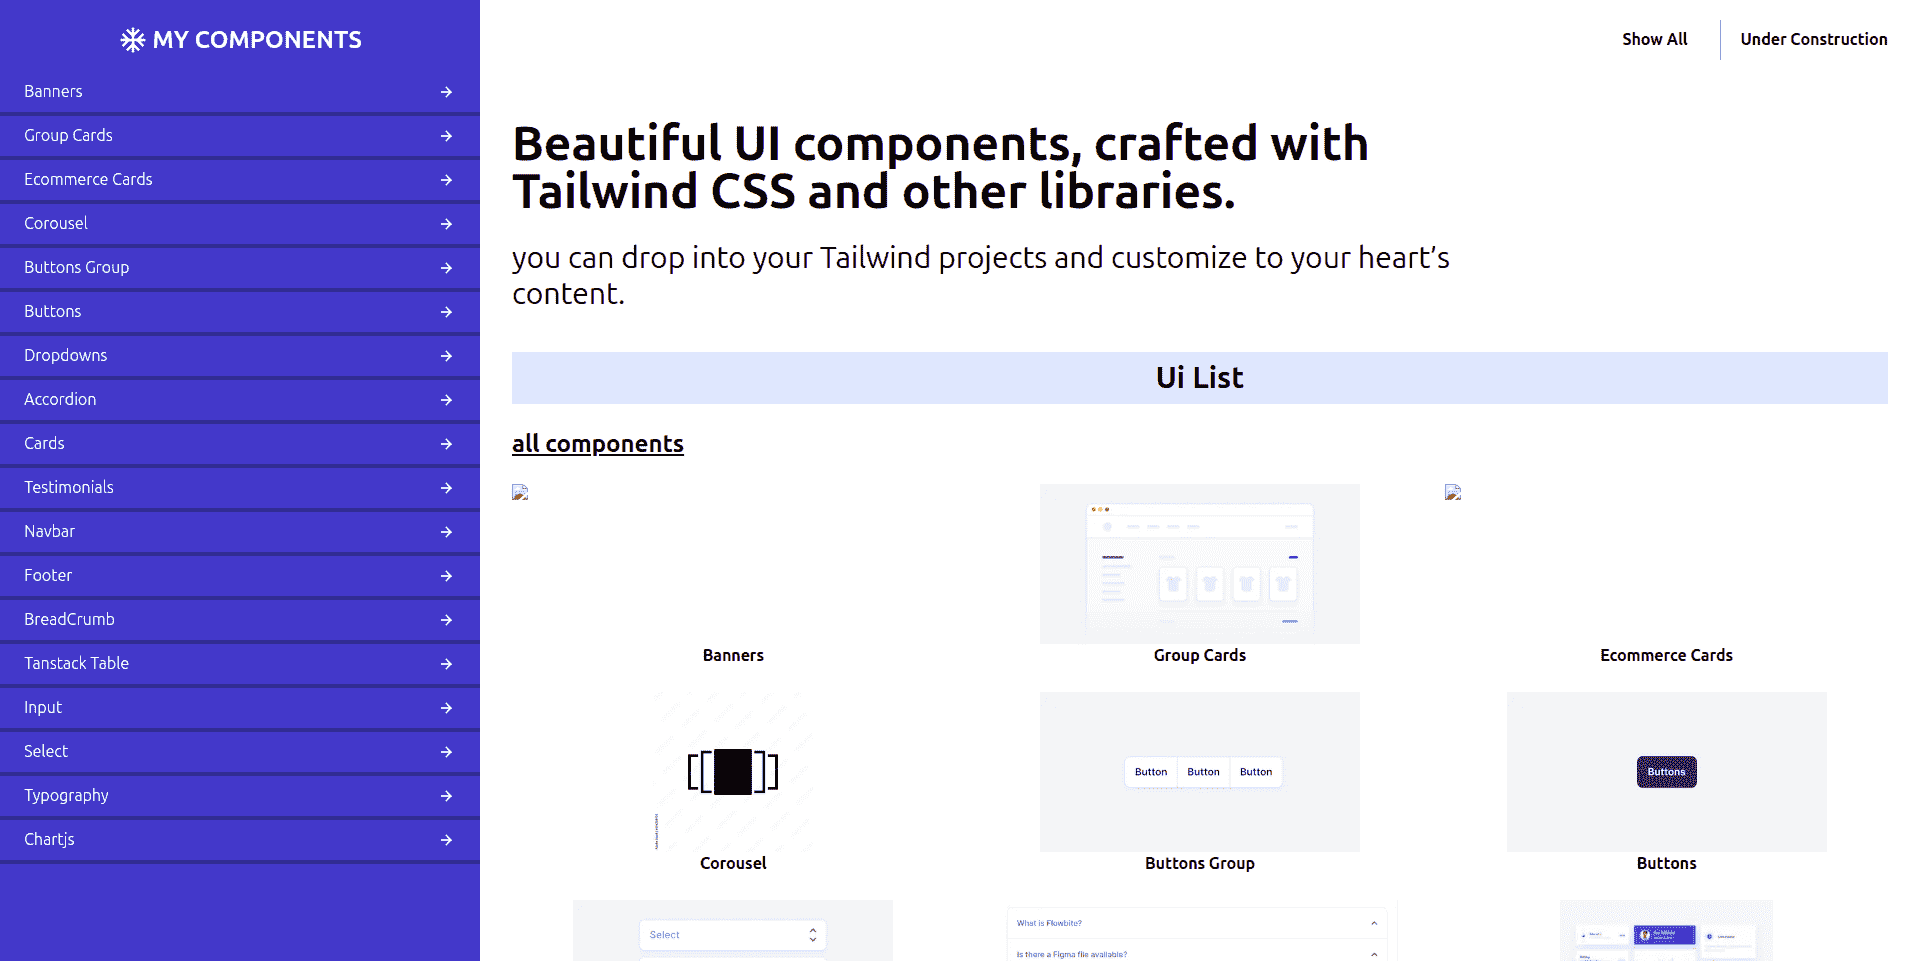 MY COMPONENTS
Banners
Group Cards
Ecommerce Cards
Corousel
Buttons Group
Buttons
Dropdowns
Accordion
Cards
Testimonials
Navbar
Footer
BreadCrumb
Tanstack Table
Input
Select
Typography
Chartjs
Show All
Under Construction
Beautiful UI components, crafted with
Tailwind CSS and other libraries.
you can drop into your Tailwind projects and customize to your heart’s
content.
Ui List
all components
Banners
Group Cards
Ecommerce Cards
Button Button Button
Buttons
Corousel
Buttons Group
Buttons
Select
What is Flowbite?
Is there a Figma file available?